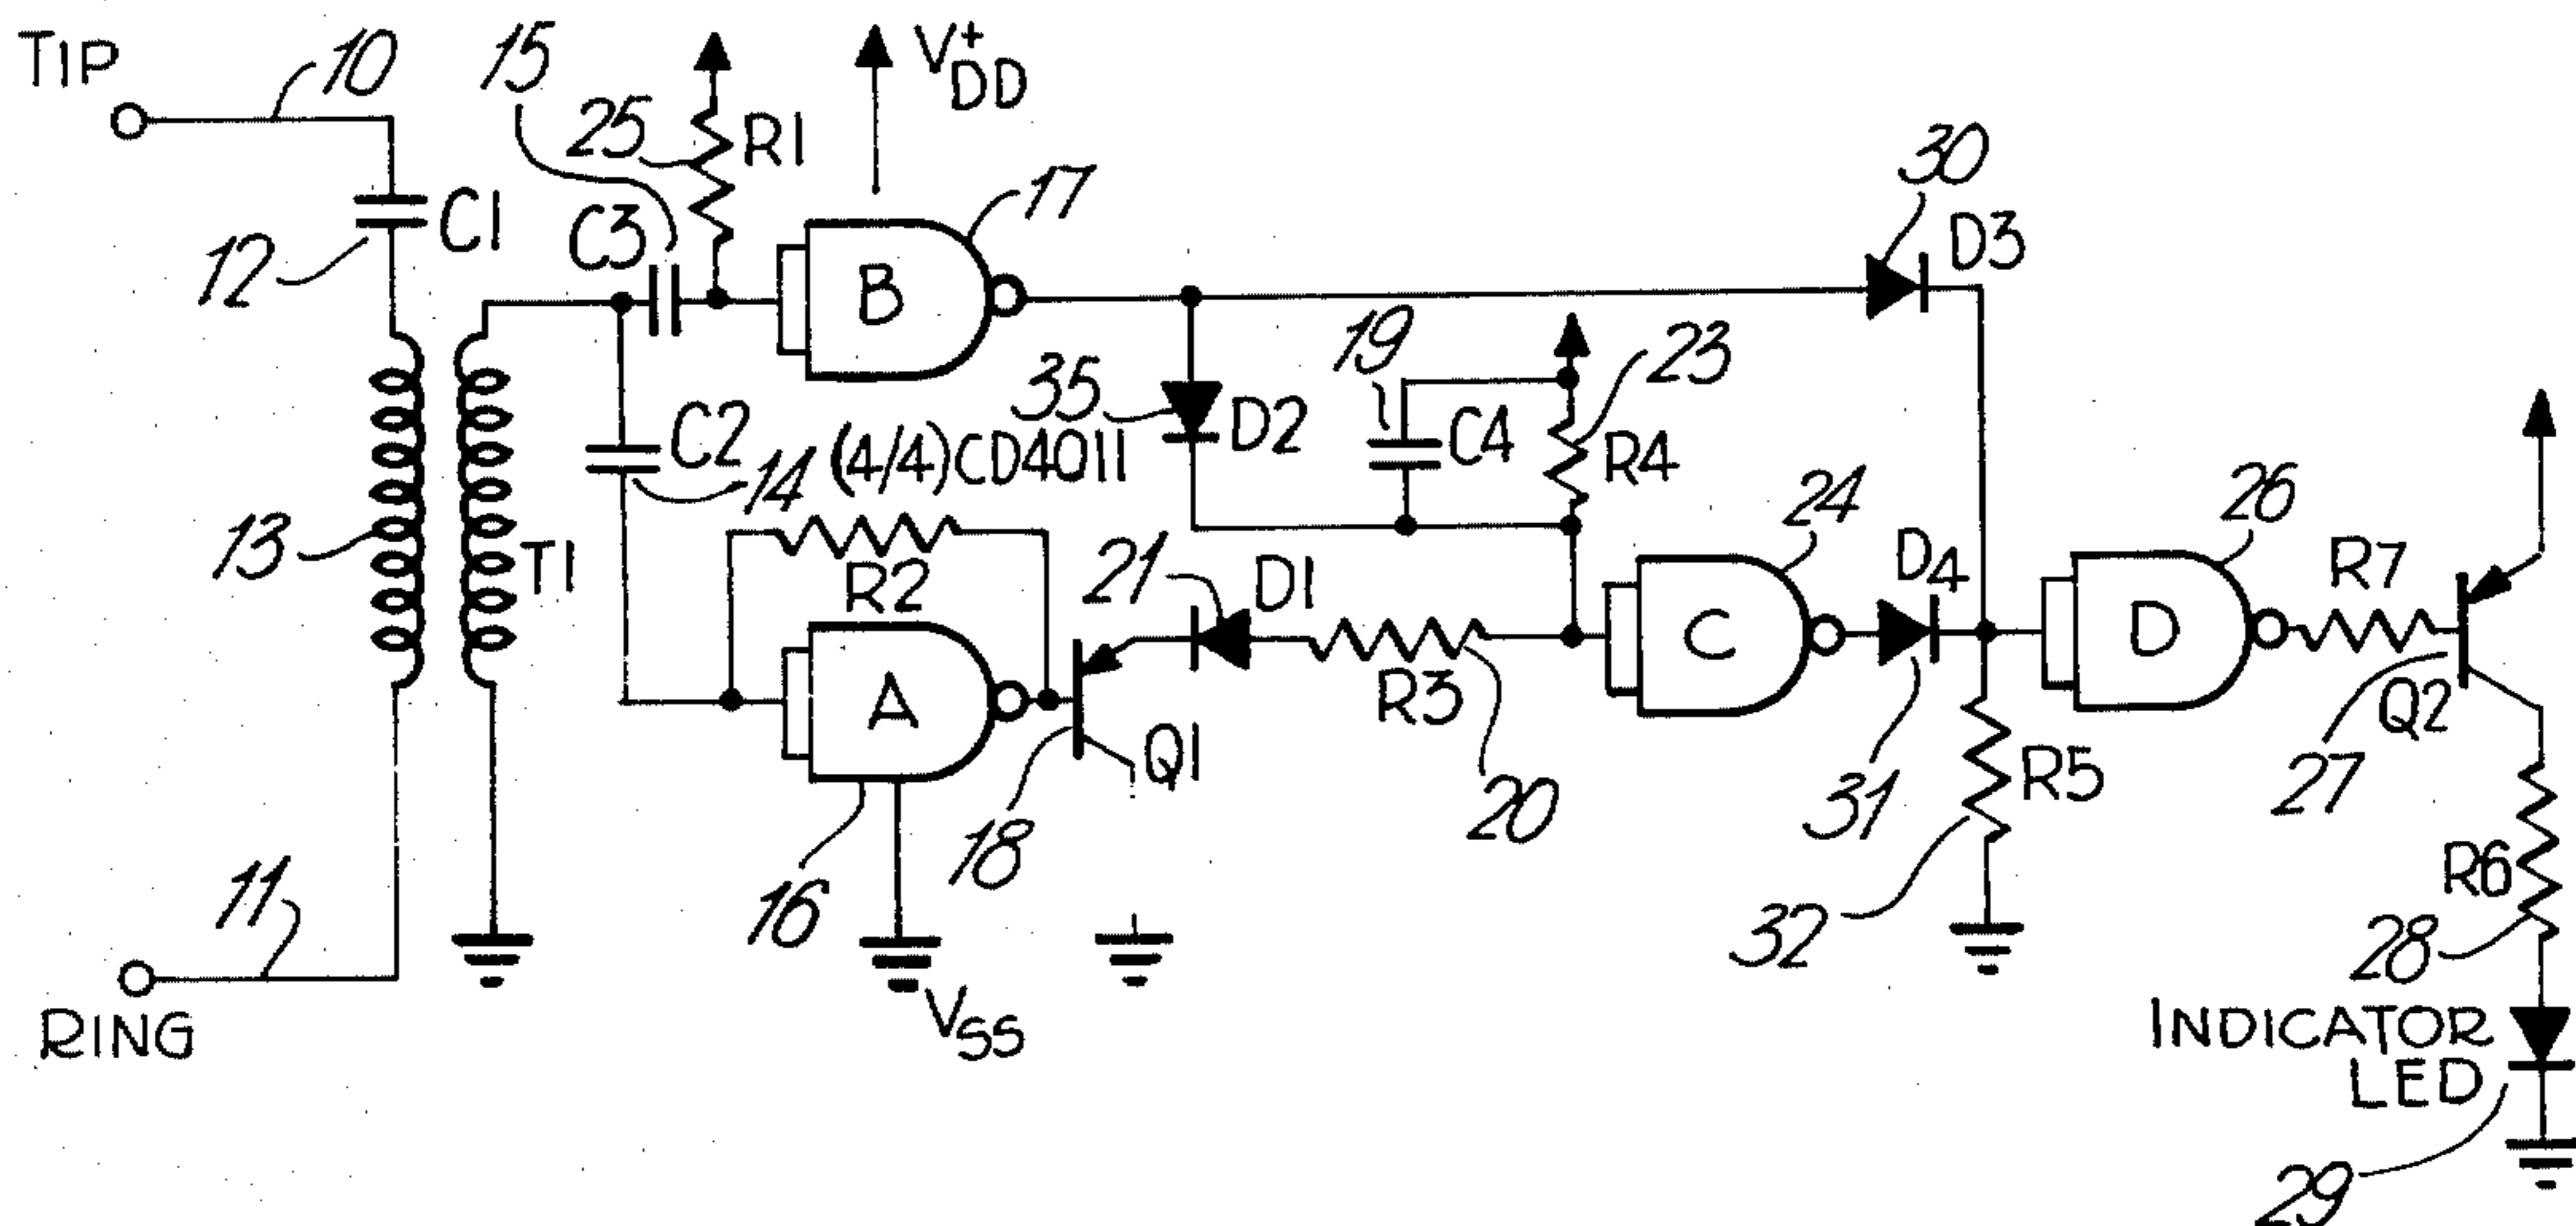 TIP
10
15
25
R1
V+DD
C1
12
C3
B
17
30
D3
19
23
35
D2
C4
R4
C2
14
(4/4)CD4011
13
T1
R2
21
D1
24
D4
26
R7
A
C
D
R3
Q1
Q2
18
16
20
31
R5
27
32
R6
28
11
RING
VSS
INDICATOR
LED
29